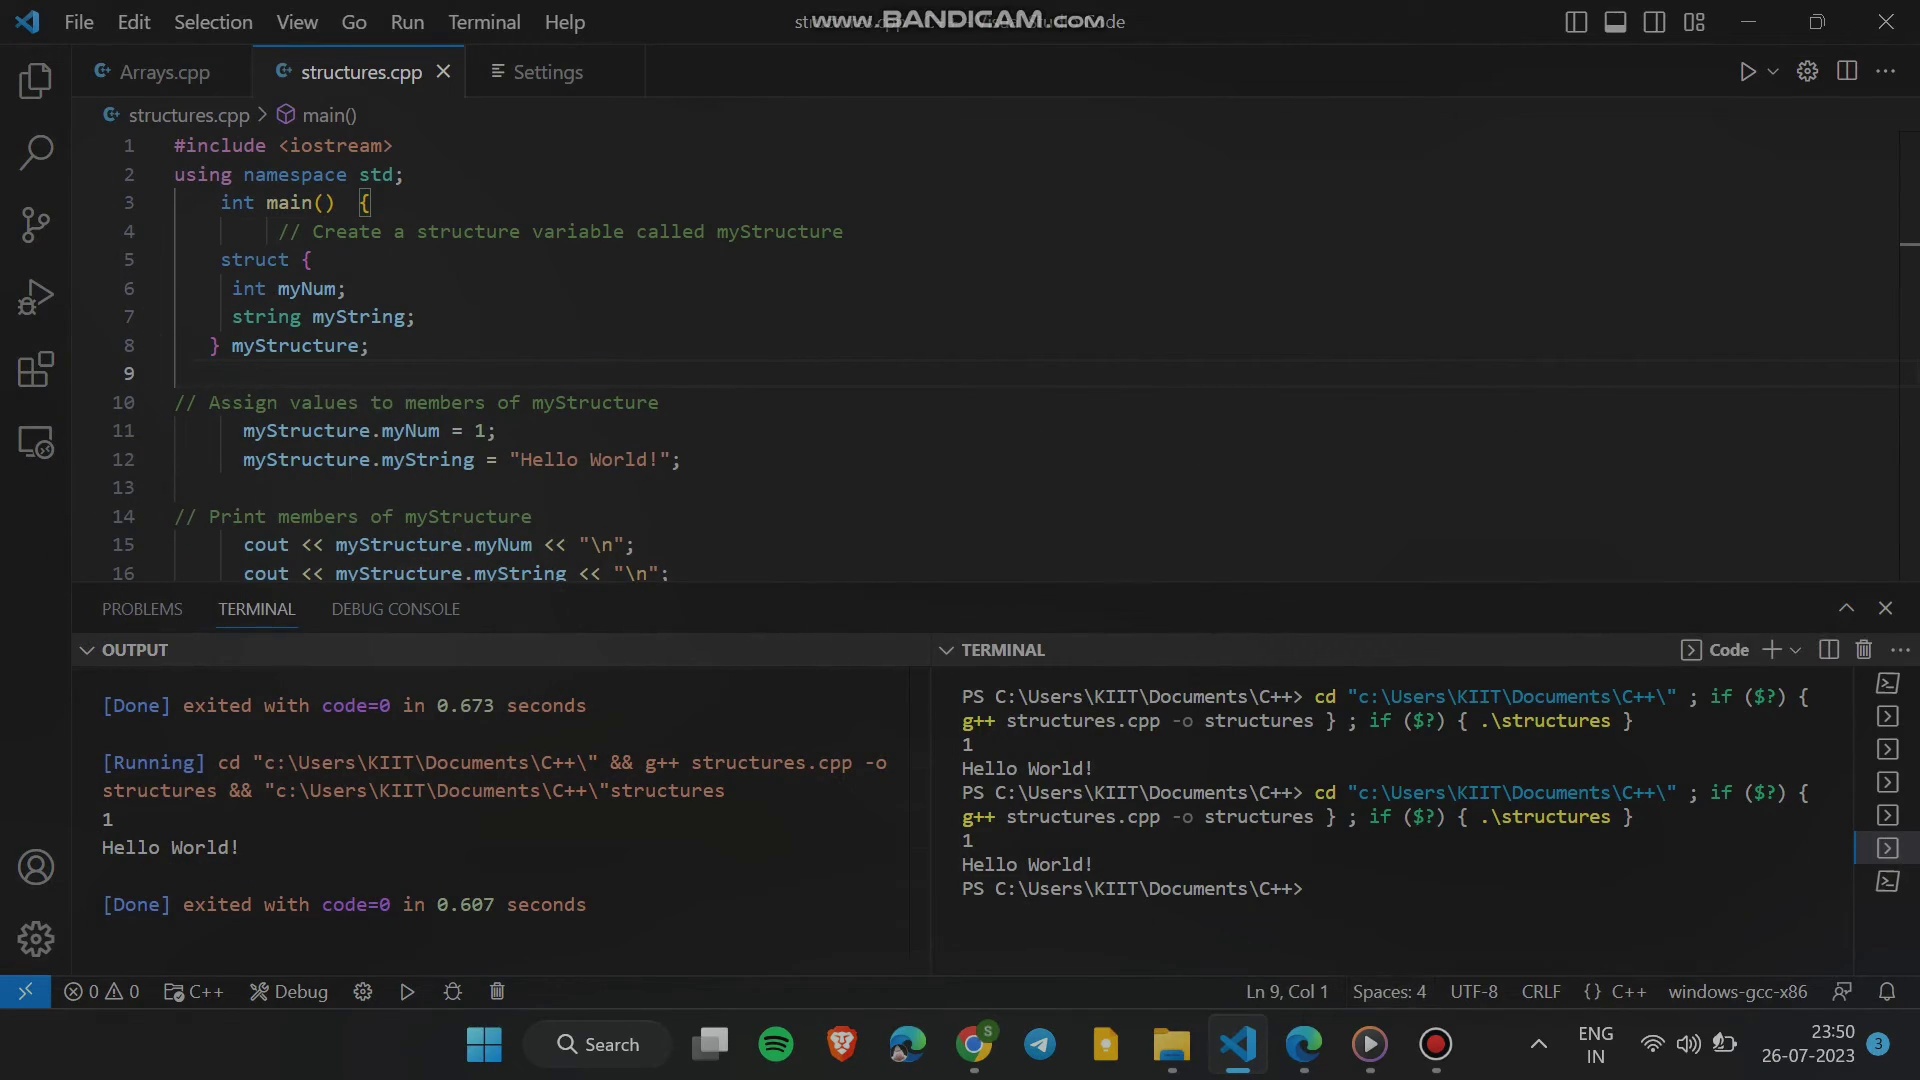 File Edit Selection View Go Run Terminal Help
www.BANDICAM.com
Arrays.cpp structures.cpp Settings
structures.cpp > main()
1 #include <iostream>
2 using namespace std;
3 int main() {
4 // Create a structure variable called myStructure
5 struct {
6 int myNum;
7 string myString;
8 } myStructure;
9
10 // Assign values to members of myStructure
11 myStructure.myNum = 1;
12 myStructure.myString = "Hello World!";
13
14 // Print members of myStructure
15 cout << myStructure.myNum << "\n";
16 cout << myStructure.myString << "\n";
PROBLEMS TERMINAL DEBUG CONSOLE
OUTPUT
[Done] exited with code=0 in 0.673 seconds
[Running] cd "c:\Users\KIIT\Documents\C++\" && g++ structures.cpp -o
structures && "c:\Users\KIIT\Documents\C++\"structures
1
Hello World!
[Done] exited with code=0 in 0.607 seconds
TERMINAL
Code
PS C:\Users\KIIT\Documents\C++> cd "c:\Users\KIIT\Documents\C++\" ; if ($?) {
g++ structures.cpp -o structures } ; if ($?) { .\structures }
1
Hello World!
PS C:\Users\KIIT\Documents\C++> cd "c:\Users\KIIT\Documents\C++\" ; if ($?) {
g++ structures.cpp -o structures } ; if ($?) { .\structures }
1
Hello World!
PS C:\Users\KIIT\Documents\C++>
0 0 C++ Debug Ln 9, Col 1 Spaces: 4 UTF-8 CRLF {} C++ windows-gcc-x86
Search S ENG 23:50
IN 26-07-2023 3